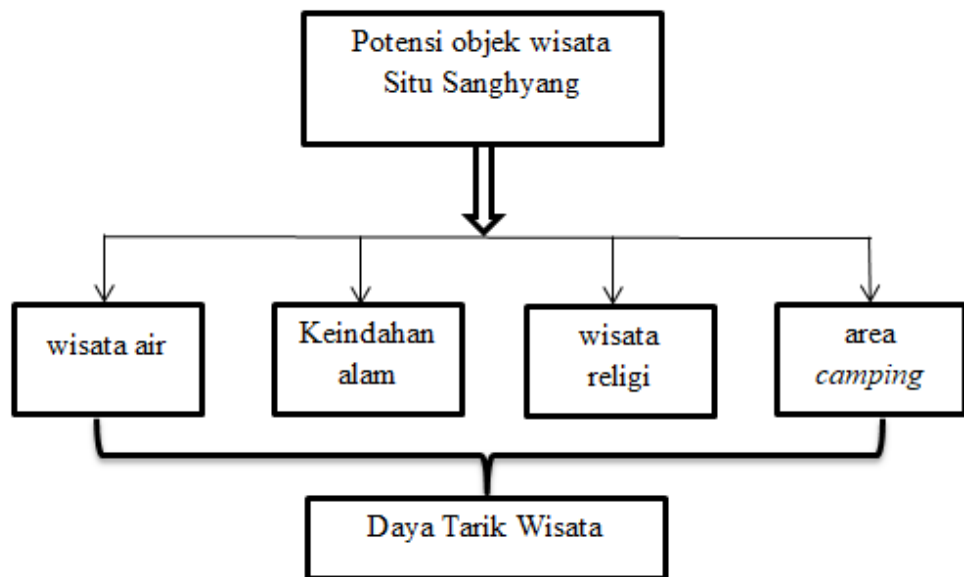 Potensi objek wisata
Situ Sanghyang
wisata air
Keindahan
alam
wisata
religi
area
camping
Daya Tarik Wisata